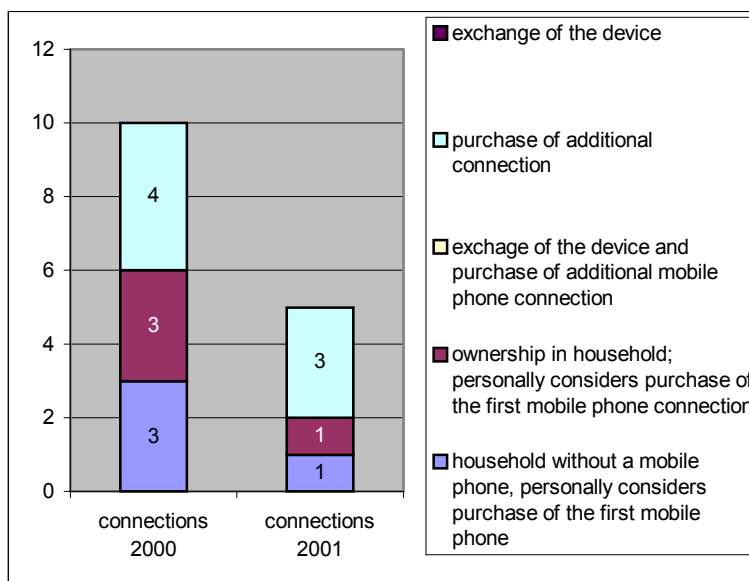 12
10
8
6
4
2
0
4
3
3
3
1
1
connections
2000
connections
2001
exchange of the device
purchase of additional
connection
exchage of the device and
purchase of additional mobile
phone connection
ownership in household;
personally considers purchase of
the first mobile phone connection
household without a mobile
phone, personally considers
purchase of the first mobile
phone